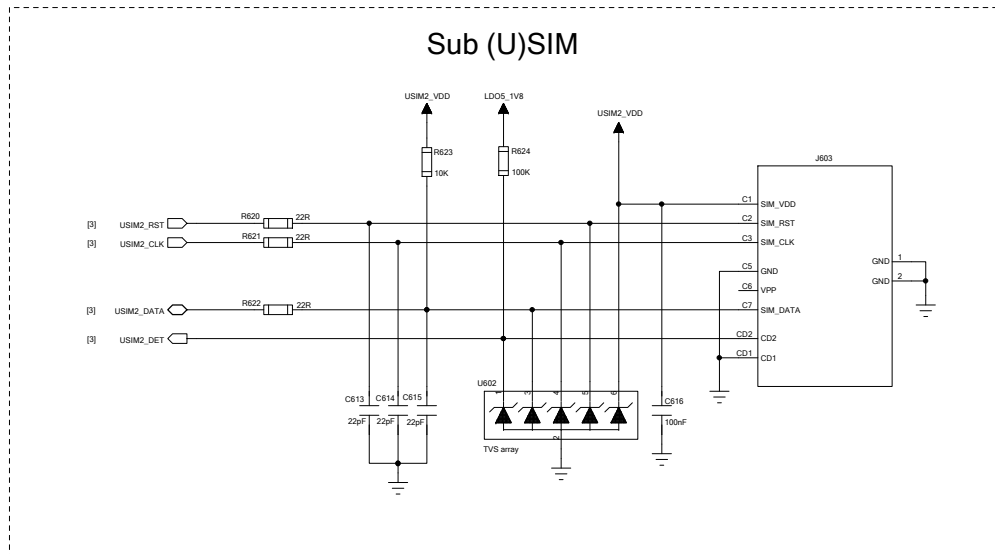 Sub (U)SIM
USIM2_VDD
LDO5_1V8
USIM2_VDD
R623
10K
R624
100K
J603
[3] USIM2_RST R620 22R
[3] USIM2_CLK R621 22R
[3] USIM2_DATA R622 22R
[3] USIM2_DET
C1 SIM_VDD
C2 SIM_RST
C3 SIM_CLK
C5 GND
C6 VPP
C7 SIM_DATA
CD2 CD2
CD1 CD1
GND 1
GND 2
C613 C614 C615
22pF 22pF 22pF
U602
1 3 4 5 6
2
TVS array
C616
100nF